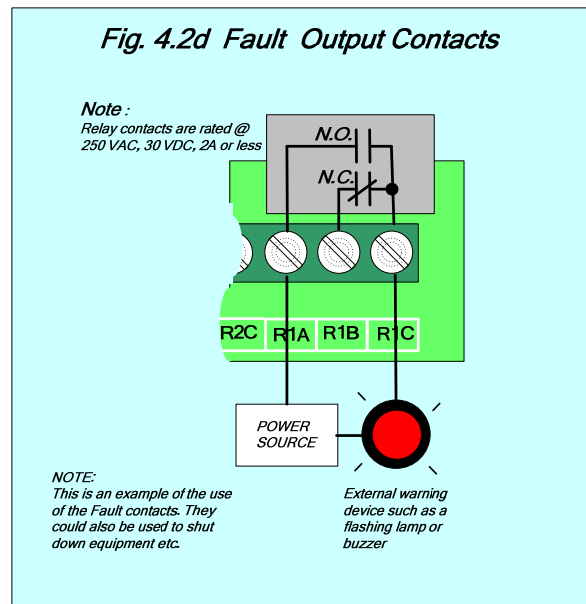 Fig. 4.2d Fault Output Contacts
Note :
Relay contacts are rated @
250 VAC, 30 VDC, 2A or less
N.O.
N.C.
R2C R1A R1B R1C
POWER
SOURCE
NOTE:
This is an example of the use
of the Fault contacts. They
could also be used to shut
down equipment etc.
External warning
device such as a
flashing lamp or
buzzer